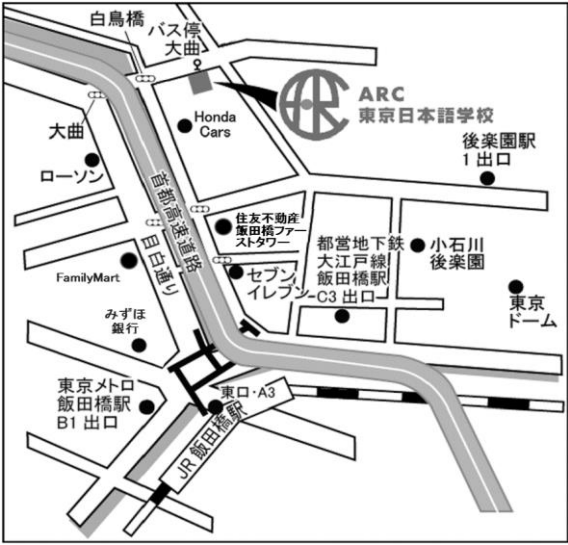 白鳥橋
バス停
大曲
ARC
東京日本語学校
大曲
Honda
Cars
後楽園駅
1出口
ローソン
首都高速道路
目白通り
住友不動産
飯田橋ファー
ストタワー
都営地下鉄
大江戸線
飯田橋駅
C3出口
小石川
後楽園
FamilyMart
セブン
イレブン
東京
ドーム
みずほ
銀行
東京メトロ
飯田橋駅
B1出口
東口・A3
JR飯田橋駅